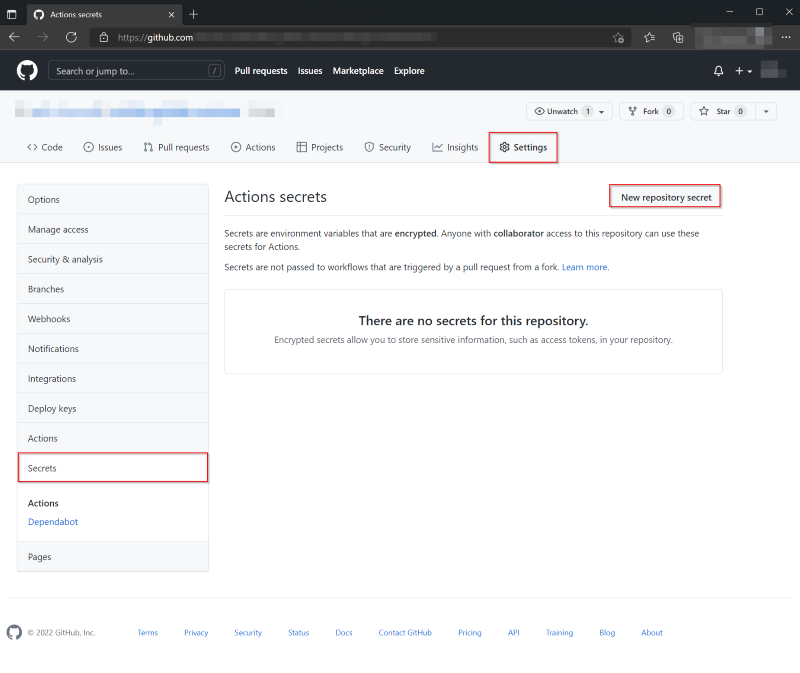 Actions secrets
https://github.com
Search or jump to... /
Pull requests Issues Marketplace Explore
Unwatch 1 Fork 0 Star 0
Code Issues Pull requests Actions Projects Security Insights Settings
Options
Manage access
Security & analysis
Branches
Webhooks
Notifications
Integrations
Deploy keys
Actions
Secrets
Actions
Dependabot
Pages
Actions secrets
New repository secret
Secrets are environment variables that are encrypted. Anyone with collaborator access to this repository can use these
secrets for Actions.
Secrets are not passed to workflows that are triggered by a pull request from a fork. Learn more.
There are no secrets for this repository.
Encrypted secrets allow you to store sensitive information, such as access tokens, in your repository.
© 2022 GitHub, Inc. Terms Privacy Security Status Docs Contact GitHub Pricing API Training Blog About